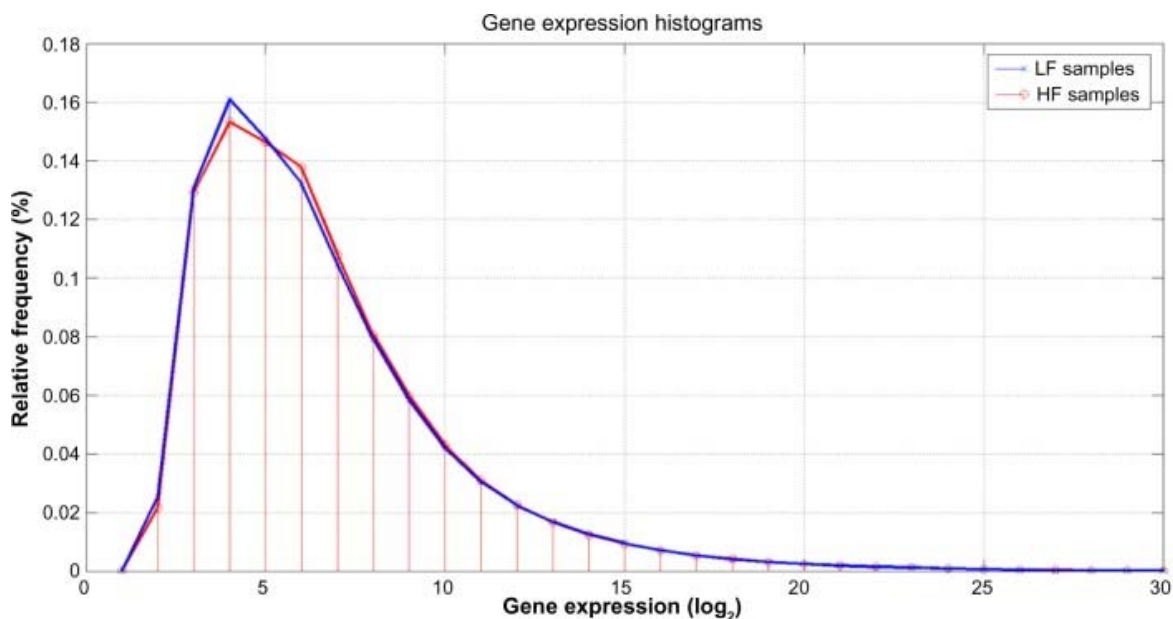 Gene expression histograms
0.18
0.16
0.14
0.12
0.1
0.08
0.06
0.04
0.02
0
Relative frequency (%)
LF samples
HF samples
0 5 10 15 20 25 30
Gene expression (log₂)